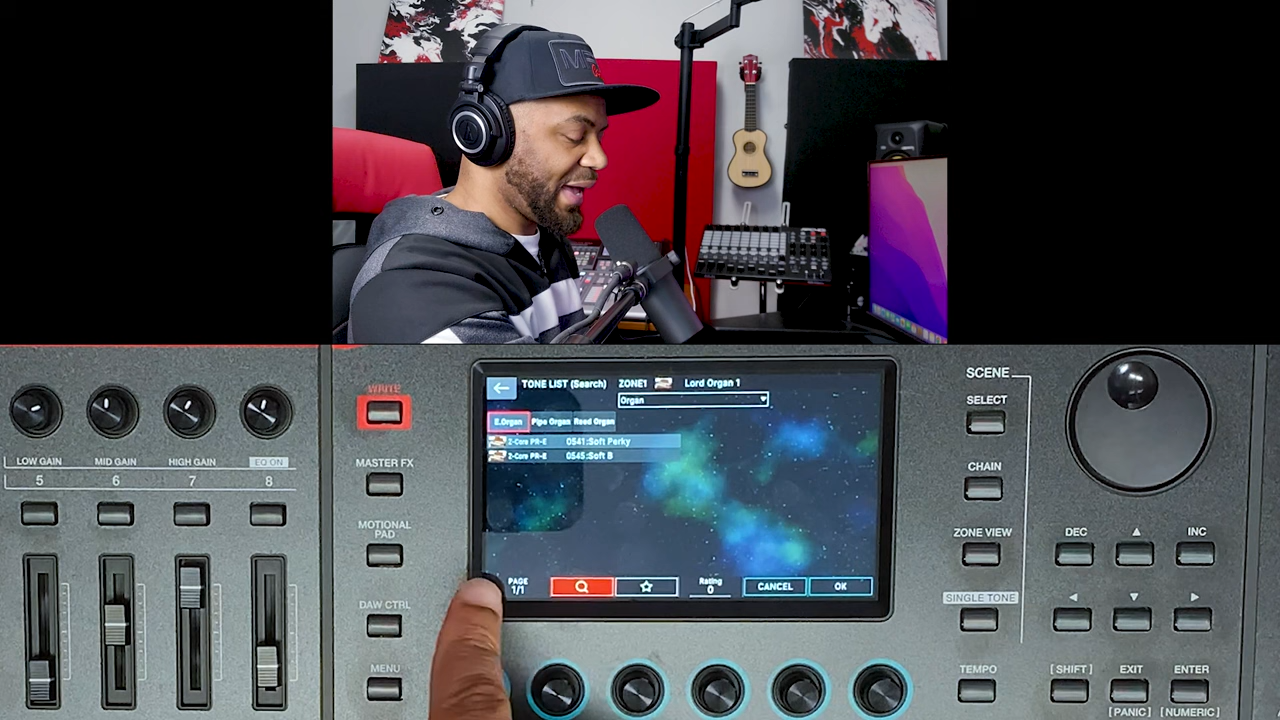 WRITE
MASTER FX
MOTIONAL
PAD
DAW CTRL
MENU
LOW GAIN
MID GAIN
HIGH GAIN
EQ ON
5
6
7
8
TONE LIST (Search)
ZONE1
Lord Organ 1
Organ
E.Organ
Pipe Organ
Reed Organ
Z-Core PR-E 0541:Soft Perky
Z-Core PR-E 0545:Soft B
PAGE
1/1
Rating
0
CANCEL
OK
SCENE
SELECT
CHAIN
ZONE VIEW
SINGLE TONE
TEMPO
DEC
INC
[SHIFT]
EXIT
ENTER
[PANIC]
[NUMERIC]